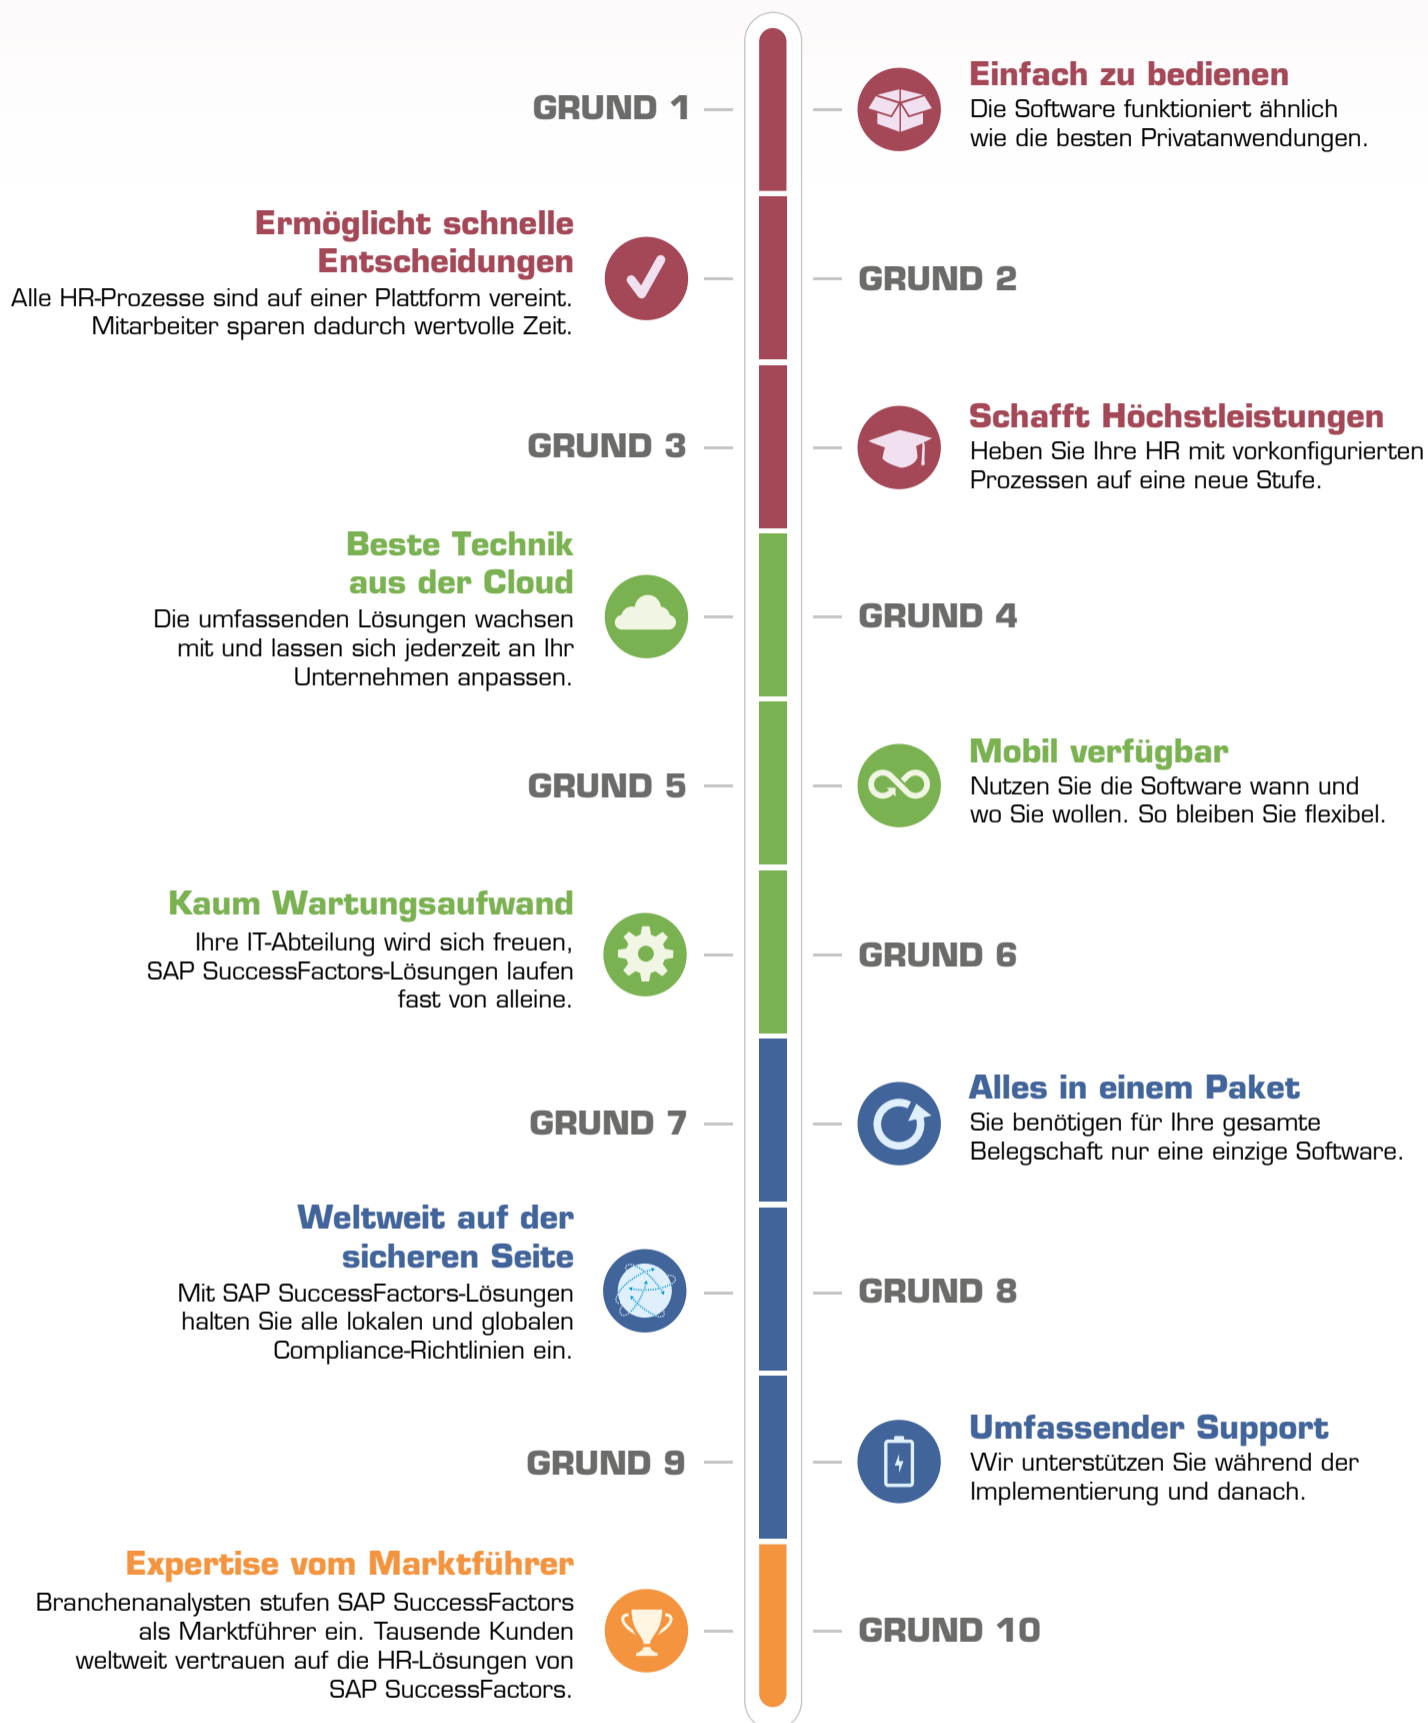 GRUND 1
Einfach zu bedienen
Die Software funktioniert ähnlich
wie die besten Privatanwendungen.
Ermöglicht schnelle
Entscheidungen
Alle HR-Prozesse sind auf einer Plattform vereint.
Mitarbeiter sparen dadurch wertvolle Zeit.
GRUND 2
GRUND 3
Schafft Höchstleistungen
Heben Sie Ihre HR mit vorkonfigurierten
Prozessen auf eine neue Stufe.
Beste Technik
aus der Cloud
Die umfassenden Lösungen wachsen
mit und lassen sich jederzeit an Ihr
Unternehmen anpassen.
GRUND 4
GRUND 5
Mobil verfügbar
Nutzen Sie die Software wann und
wo Sie wollen. So bleiben Sie flexibel.
Kaum Wartungsaufwand
Ihre IT-Abteilung wird sich freuen,
SAP SuccessFactors-Lösungen laufen
fast von alleine.
GRUND 6
GRUND 7
Alles in einem Paket
Sie benötigen für Ihre gesamte
Belegschaft nur eine einzige Software.
Weltweit auf der
sicheren Seite
Mit SAP SuccessFactors-Lösungen
halten Sie alle lokalen und globalen
Compliance-Richtlinien ein.
GRUND 8
GRUND 9
Umfassender Support
Wir unterstützen Sie während der
Implementierung und danach.
Expertise vom Marktführer
Branchenanalysten stufen SAP SuccessFactors
als Marktführer ein. Tausende Kunden
weltweit vertrauen auf die HR-Lösungen von
SAP SuccessFactors.
GRUND 10